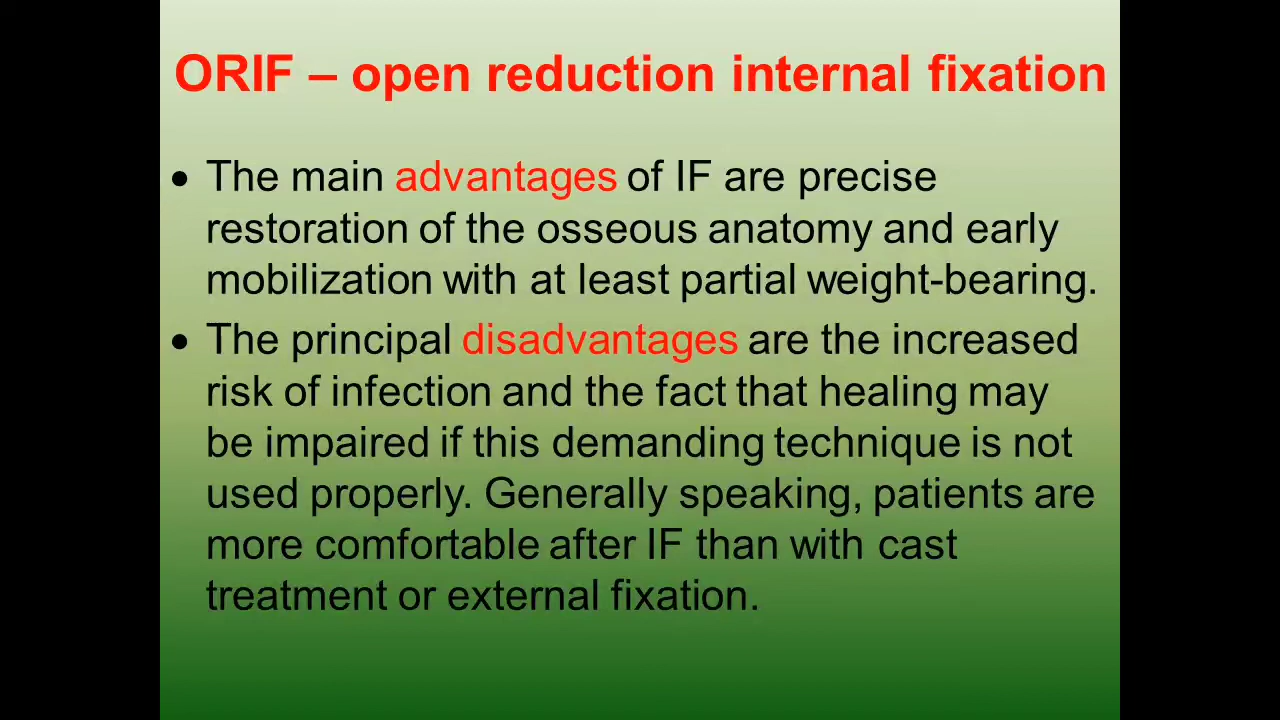 ORIF – open reduction internal fixation
• The main advantages of IF are precise
restoration of the osseous anatomy and early
mobilization with at least partial weight-bearing.
• The principal disadvantages are the increased
risk of infection and the fact that healing may
be impaired if this demanding technique is not
used properly. Generally speaking, patients are
more comfortable after IF than with cast
treatment or external fixation.